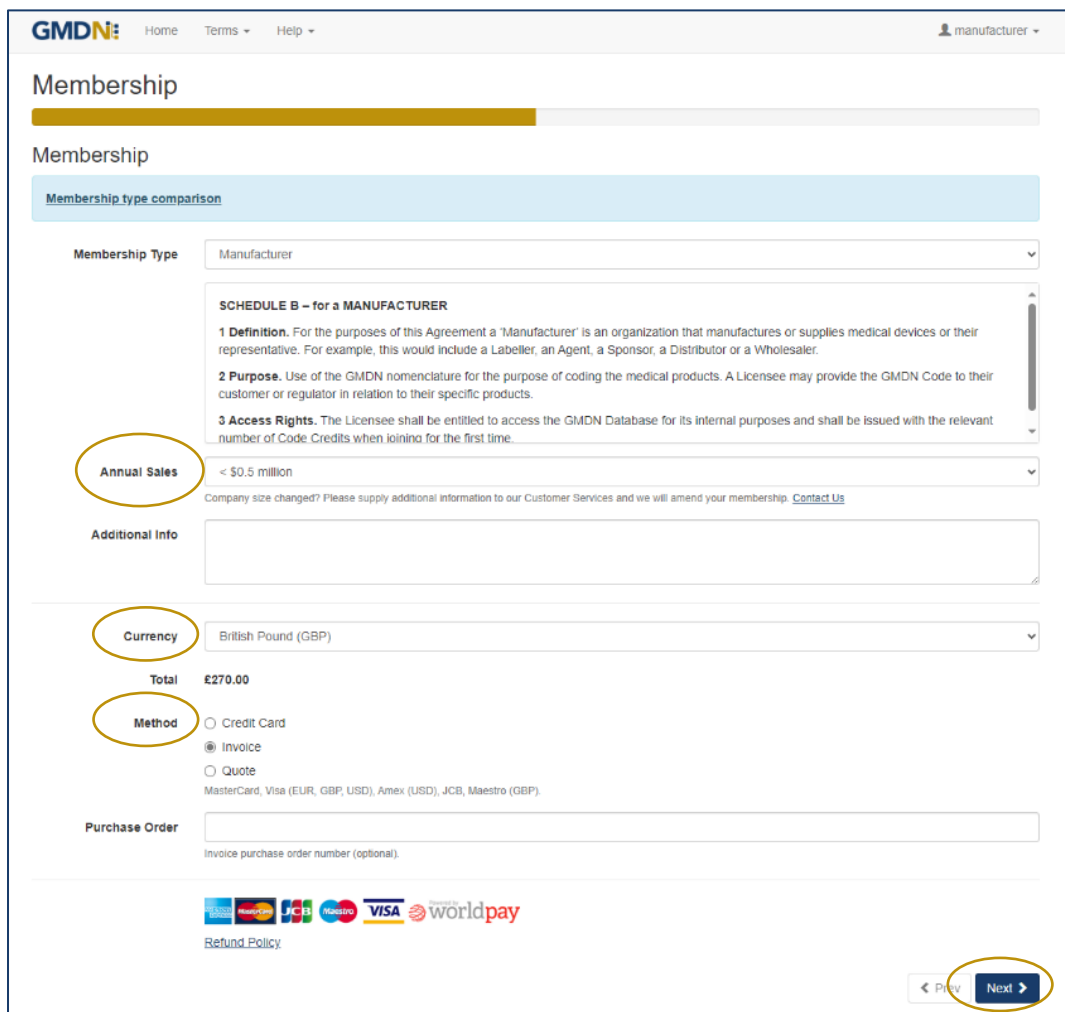 GMDN Home Terms Help manufacturer
Membership
Membership
Membership type comparison
Membership Type Manufacturer
SCHEDULE B – for a MANUFACTURER
1 Definition. For the purposes of this Agreement a 'Manufacturer' is an organization that manufactures or supplies medical devices or their
representative. For example, this would include a Labeller, an Agent, a Sponsor, a Distributor or a Wholesaler.
2 Purpose. Use of the GMDN nomenclature for the purpose of coding the medical products. A Licensee may provide the GMDN Code to their
customer or regulator in relation to their specific products.
3 Access Rights. The Licensee shall be entitled to access the GMDN Database for its internal purposes and shall be issued with the relevant
number of Code Credits when joining for the first time.
Annual Sales < $0.5 million
Company size changed? Please supply additional information to our Customer Services and we will amend your membership. Contact Us
Additional Info
Currency British Pound (GBP)
Total £270.00
Method Credit Card
Invoice
Quote
MasterCard, Visa (EUR, GBP, USD), Amex (USD), JCB, Maestro (GBP).
Purchase Order
Invoice purchase order number (optional).
MasterCard JCB Maestro VISA Powered by worldpay
Refund Policy
Prev Next